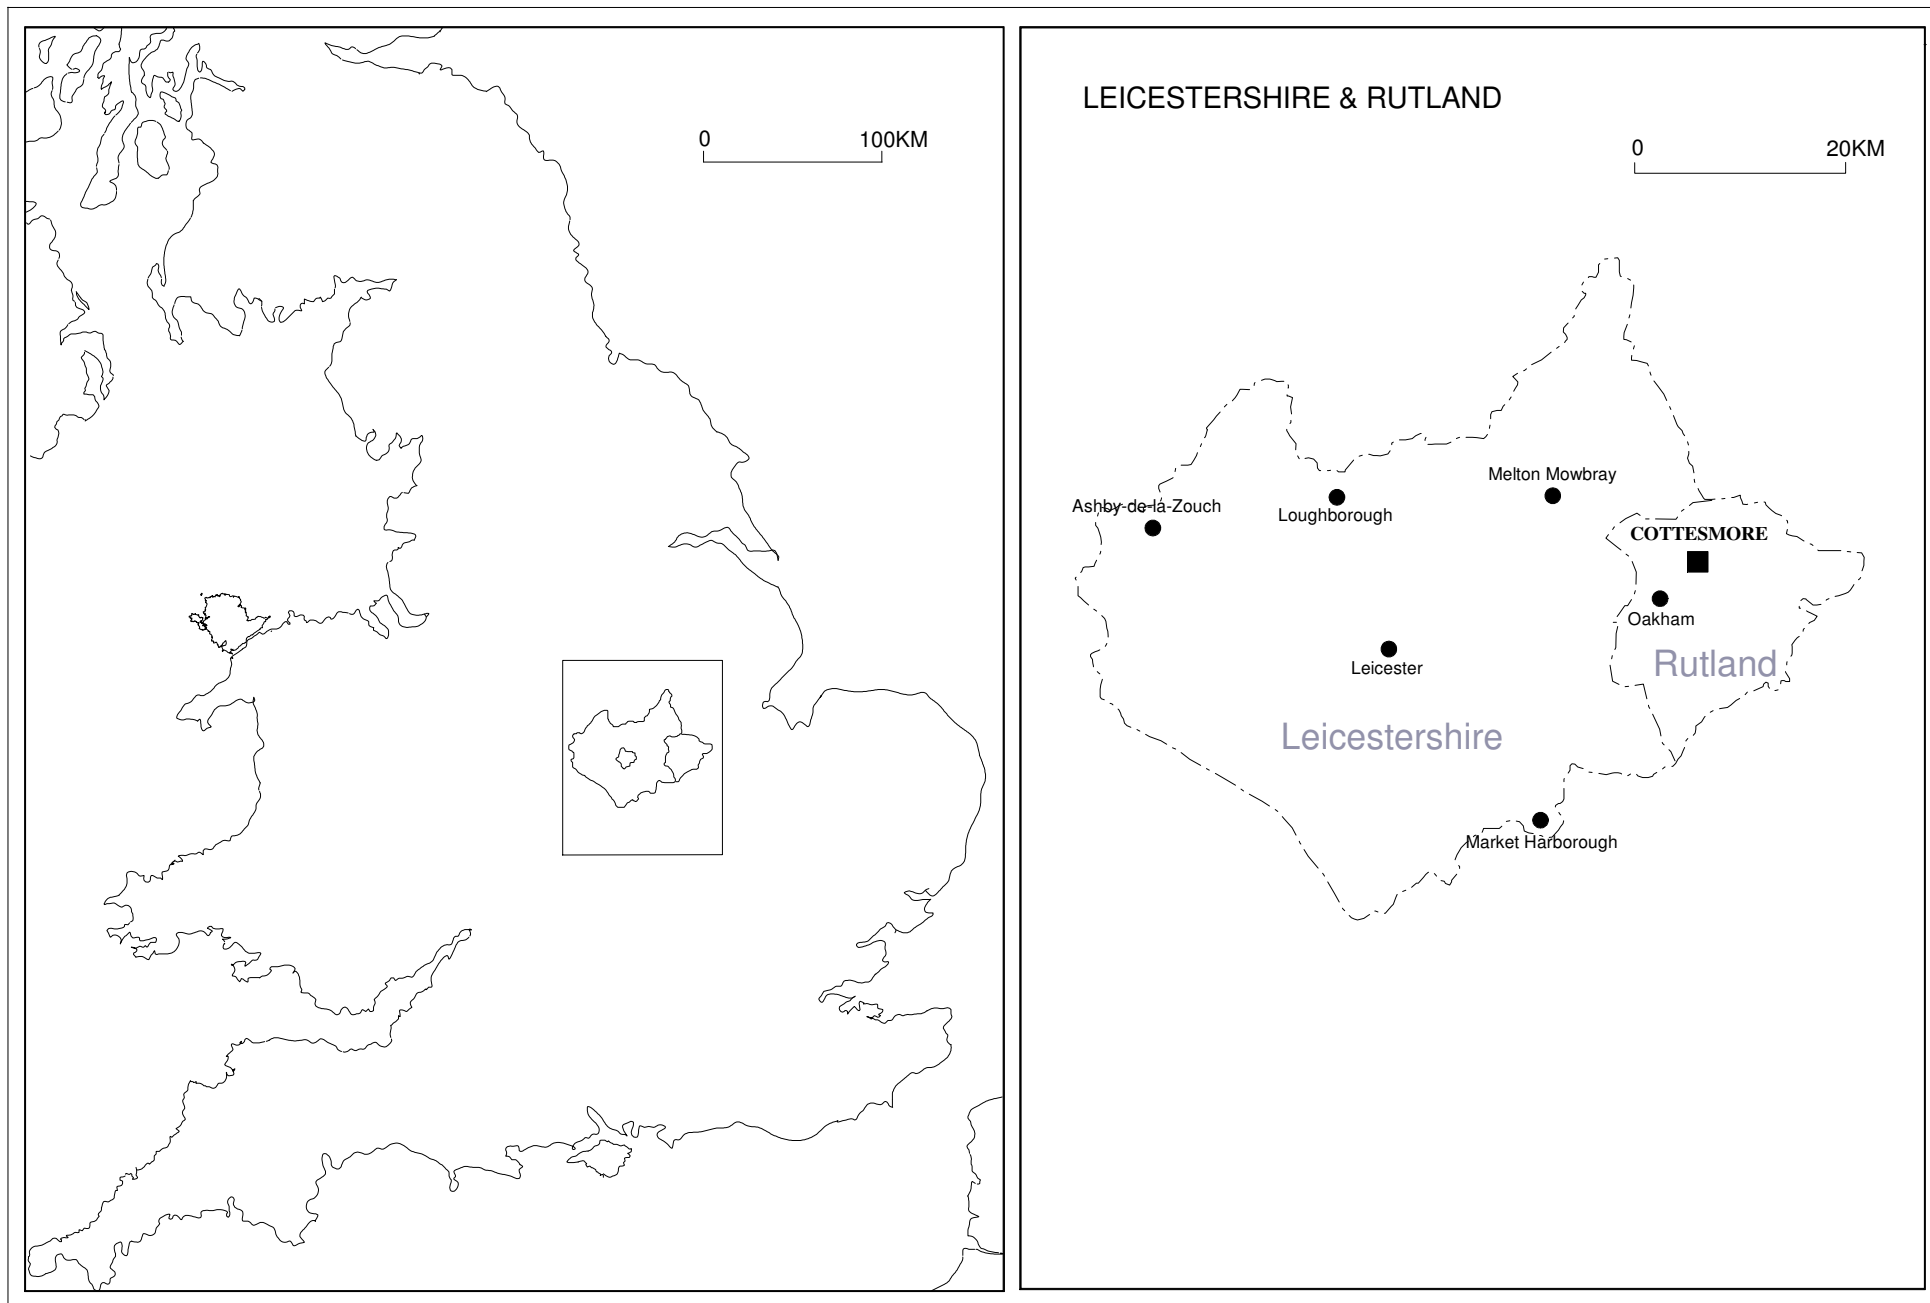 0 100KM
LEICESTERSHIRE & RUTLAND
0 20KM
Melton Mowbray
Ashby-de-la-Zouch
Loughborough
COTTESMORE
Oakham
Rutland
Leicester
Leicestershire
Market Harborough